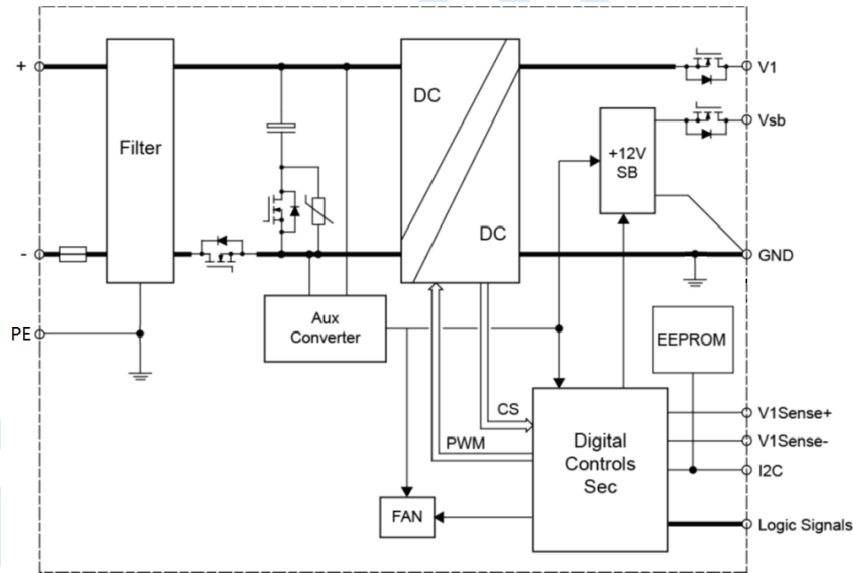 +
V1
DC
Vsb
Filter
+12V
SB
DC
-
GND
Aux
Converter
PE
EEPROM
CS
V1Sense+
PWM
V1Sense-
Digital
Controls
Sec
I2C
FAN
Logic Signals